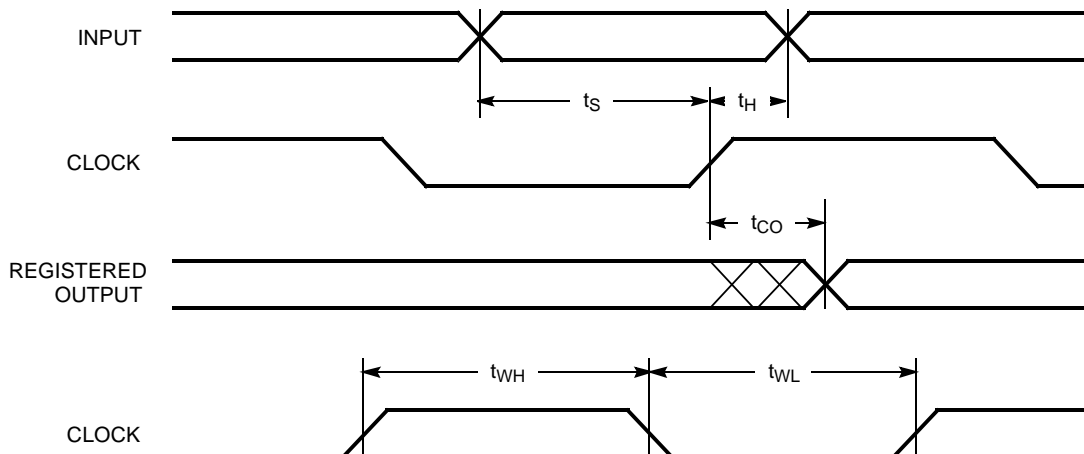 INPUT
tS
tH
CLOCK
tCO
REGISTERED
OUTPUT
tWH
tWL
CLOCK